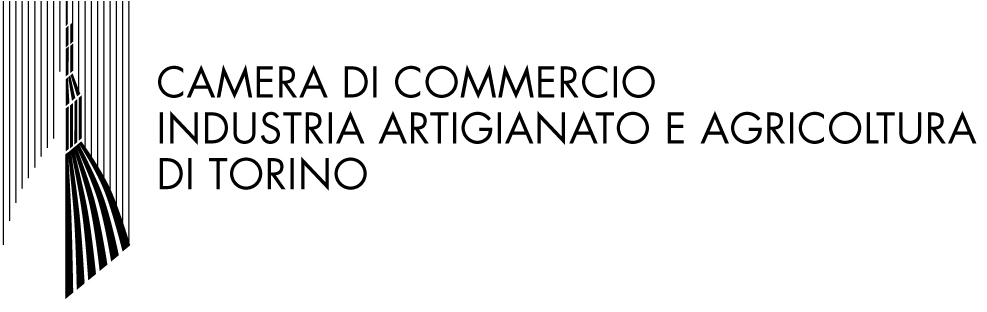 CAMERA DI COMMERCIO
INDUSTRIA ARTIGIANATO E AGRICOLTURA
DI TORINO